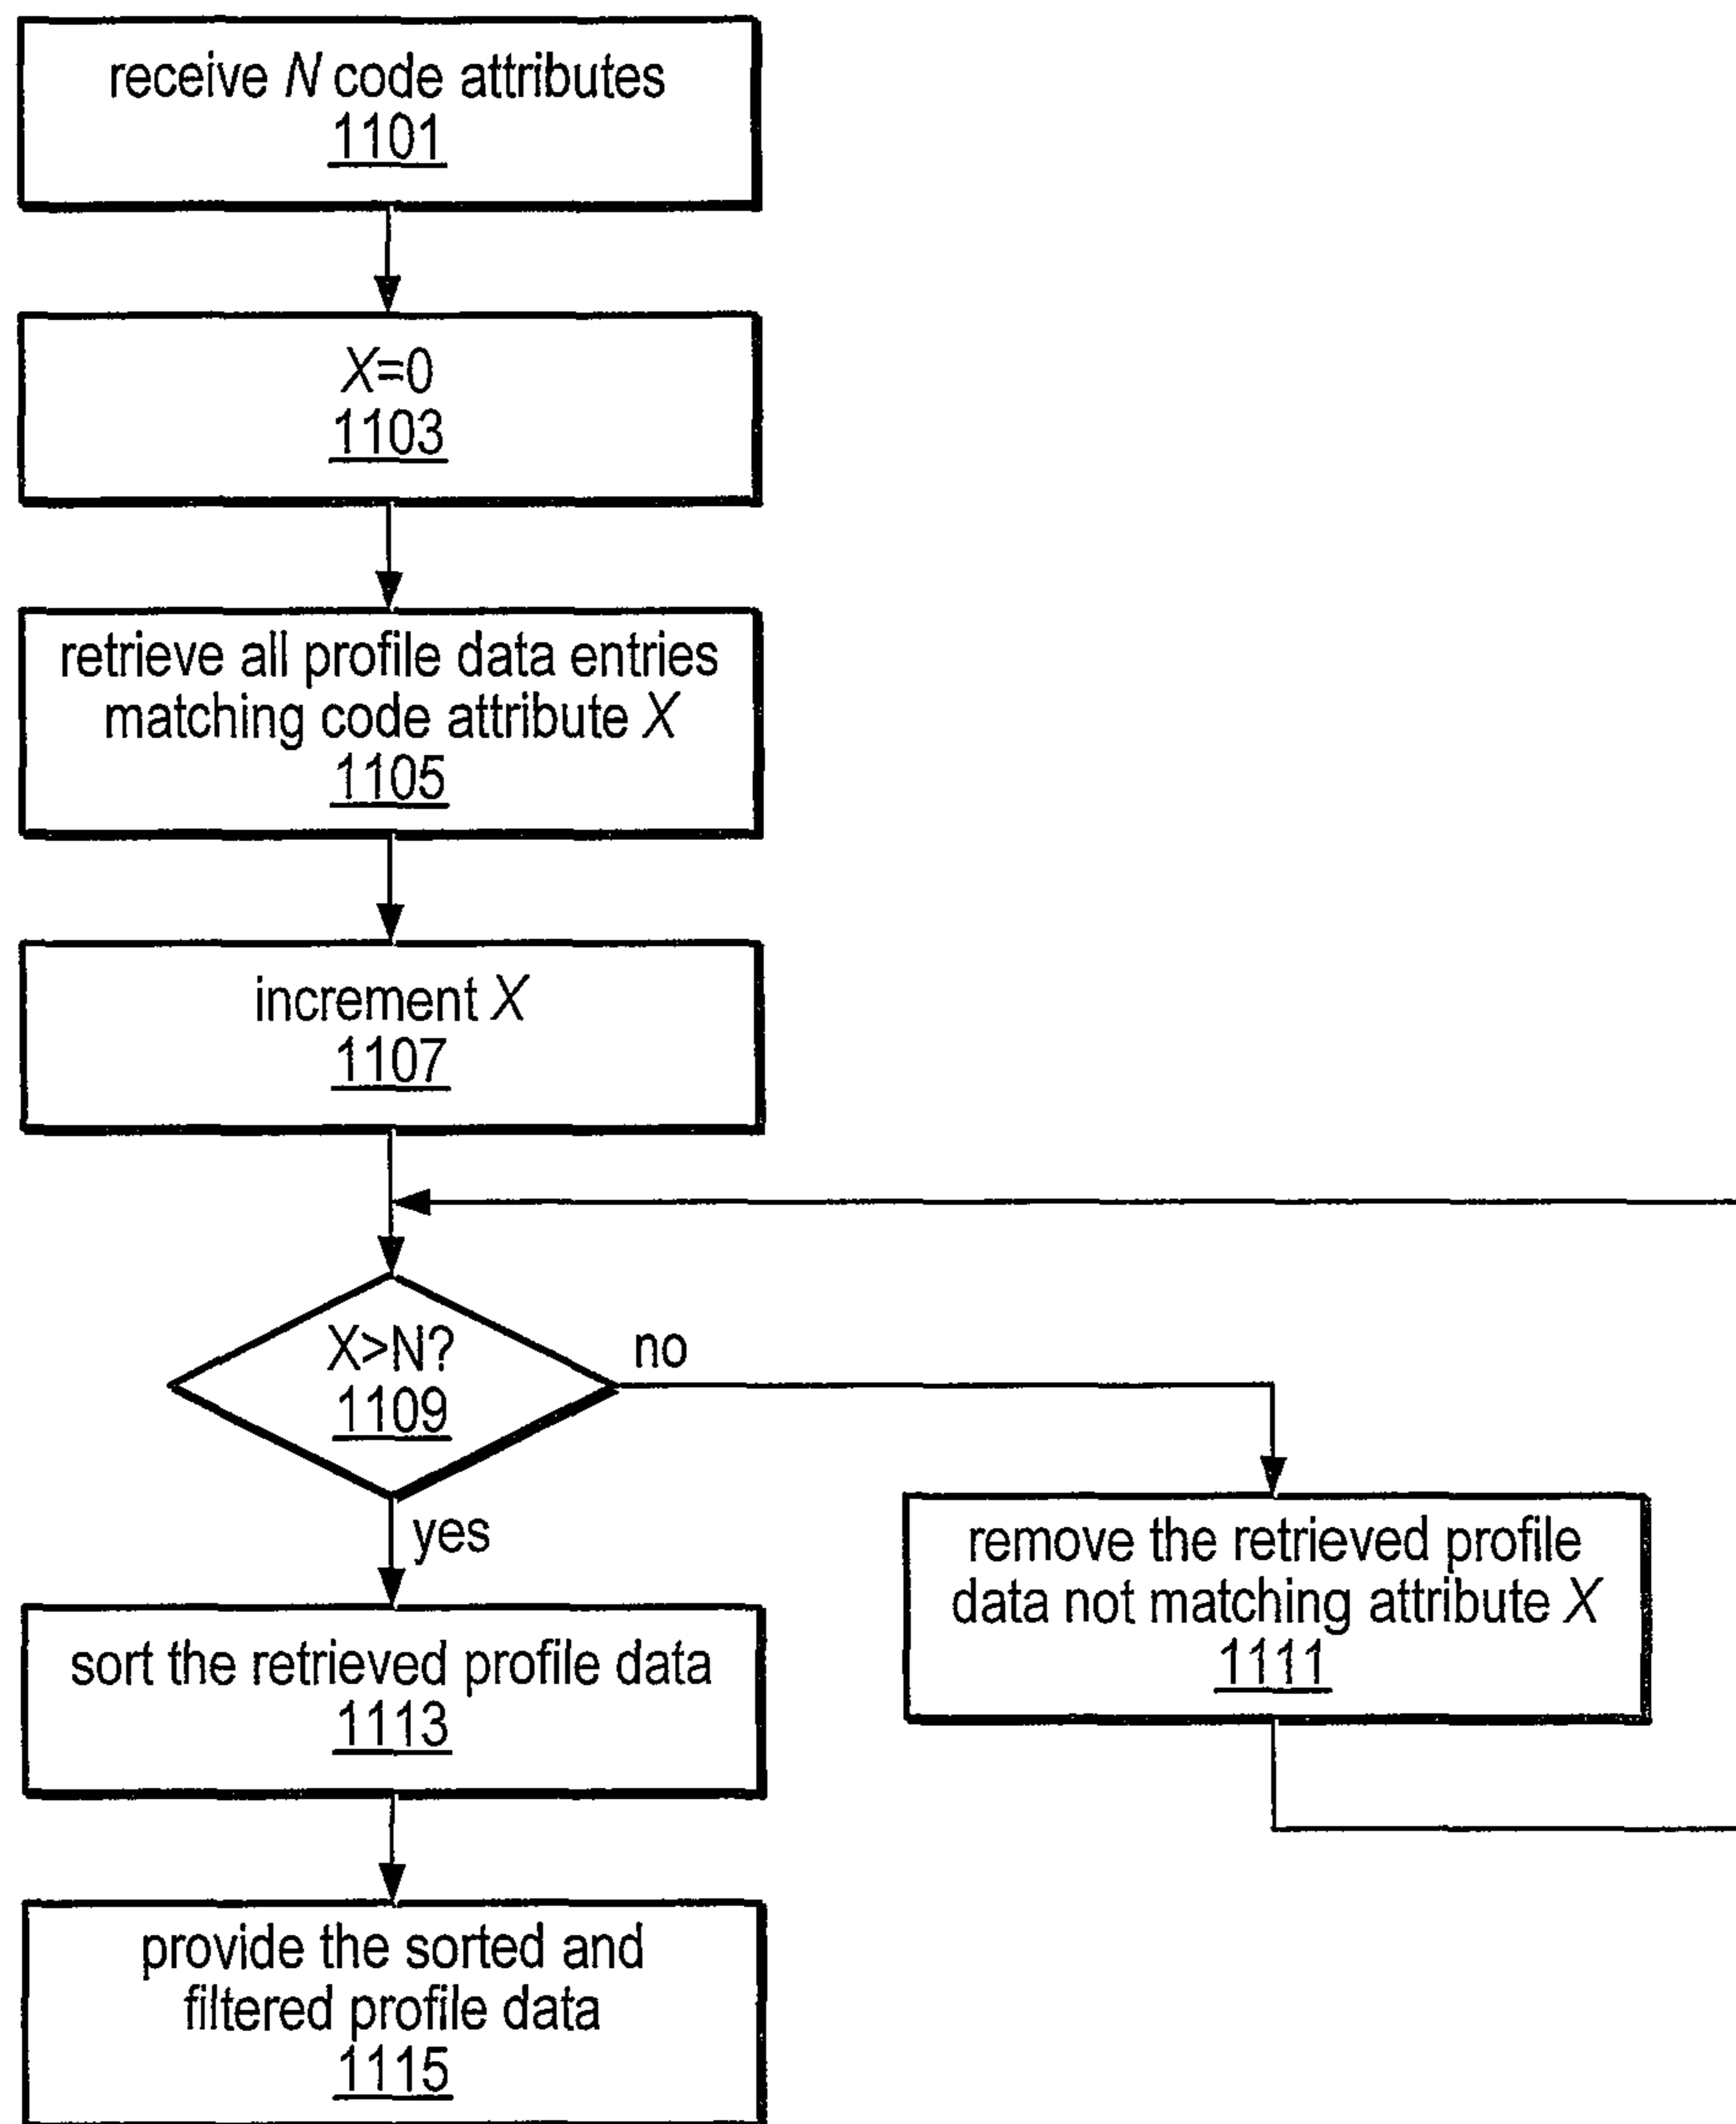 receive N code attributes
1101
X=0
1103
retrieve all profile data entries
matching code attribute X
1105
increment X
1107
X>N?
1109
no
yes
remove the retrieved profile
data not matching attribute X
1111
sort the retrieved profile data
1113
provide the sorted and
filtered profile data
1115